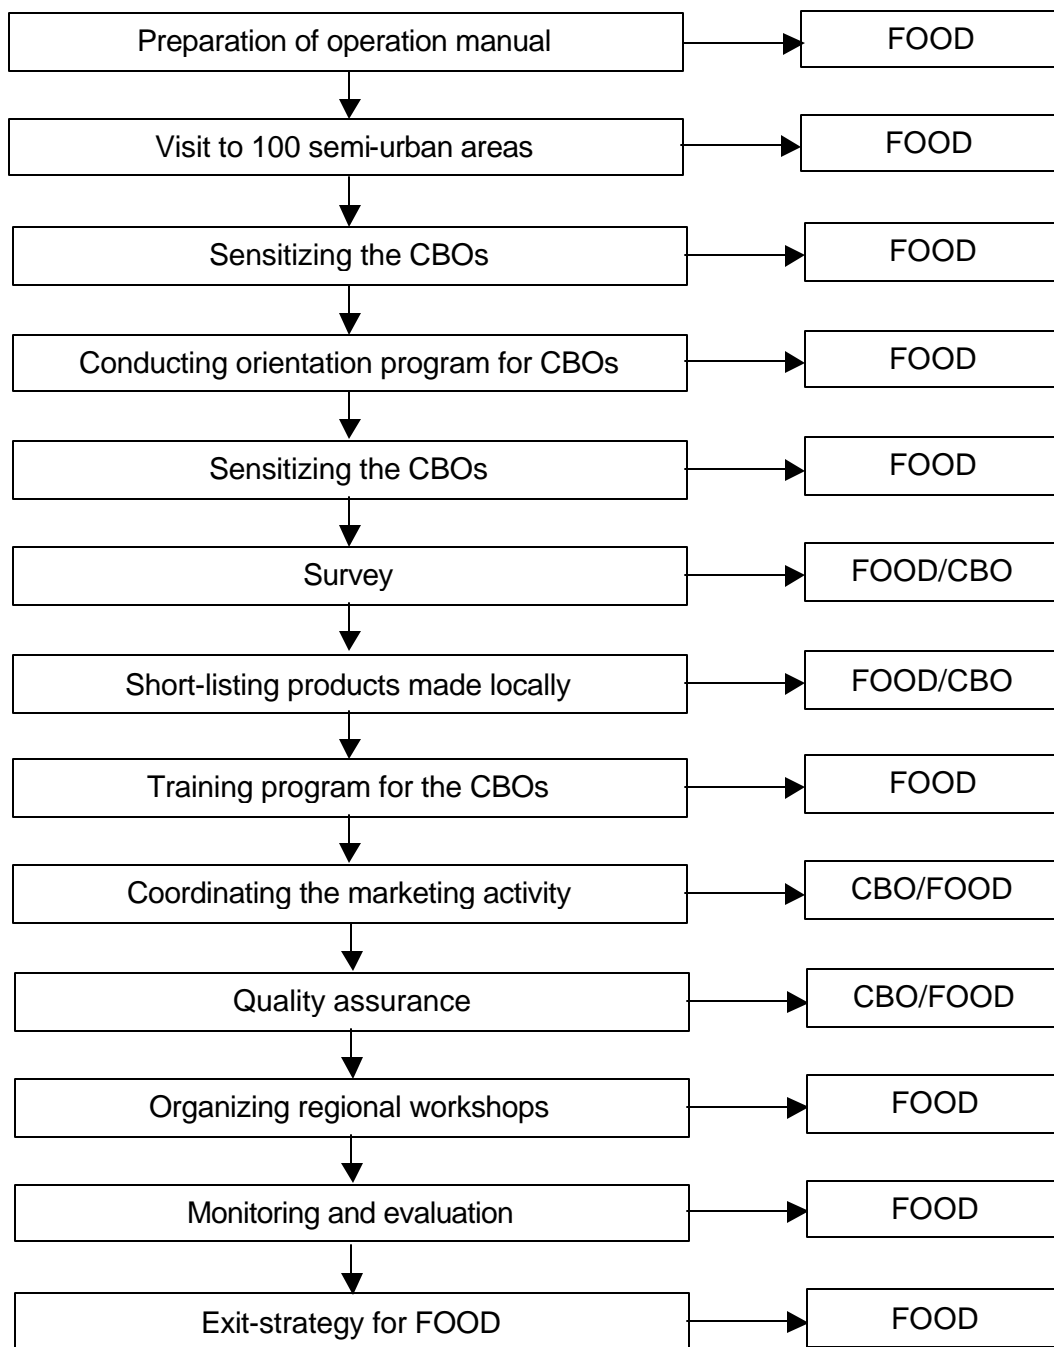 Preparation of operation manual
FOOD
Visit to 100 semi-urban areas
FOOD
Sensitizing the CBOs
FOOD
Conducting orientation program for CBOs
FOOD
Sensitizing the CBOs
FOOD
Survey
FOOD/CBO
Short-listing products made locally
FOOD/CBO
Training program for the CBOs
FOOD
Coordinating the marketing activity
CBO/FOOD
Quality assurance
CBO/FOOD
Organizing regional workshops
FOOD
Monitoring and evaluation
FOOD
Exit-strategy for FOOD
FOOD